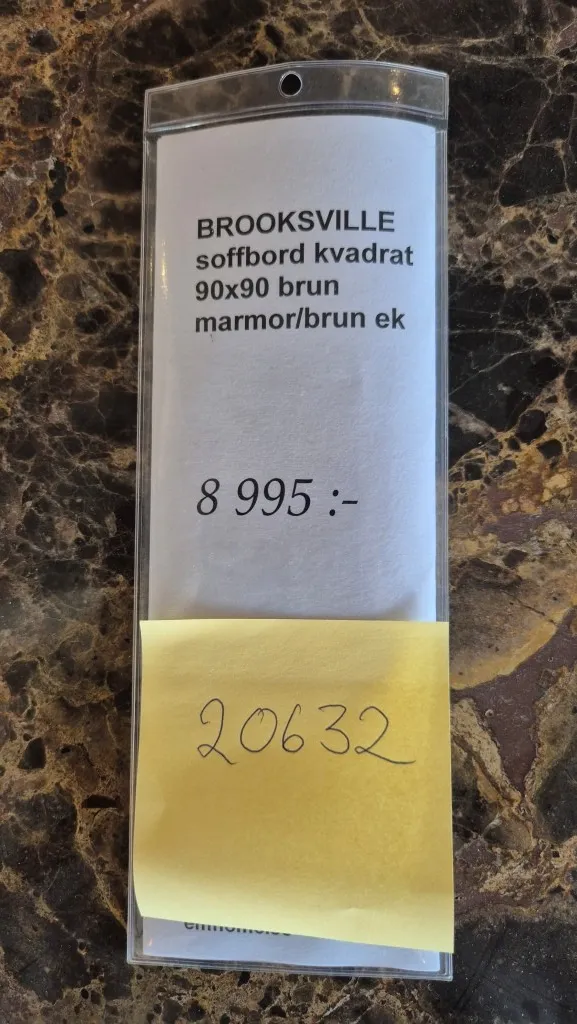 BROOKSVILLE
soffbord kvadrat
90x90 brun
marmor/brun ek
8 995 :-
20632